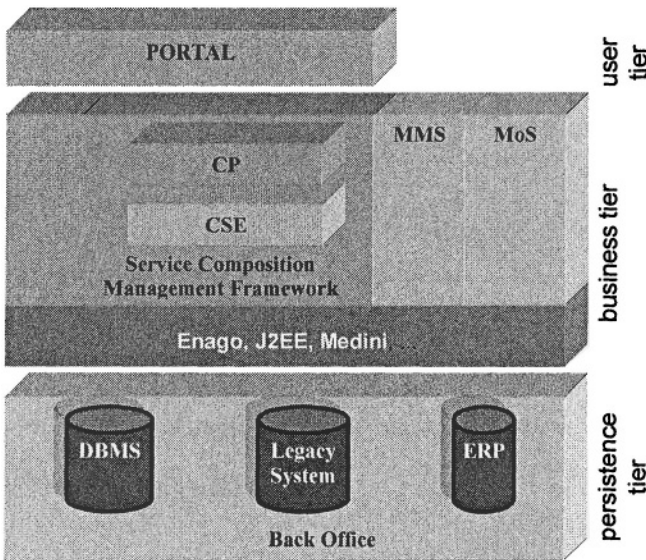 PORTAL
user
tier
MMS
MoS
CP
CSE
Service Composition
Management Framework
business tier
Enago, J2EE, Medini ...
DBMS
Legacy
System
ERP
persistence
tier
Back Office